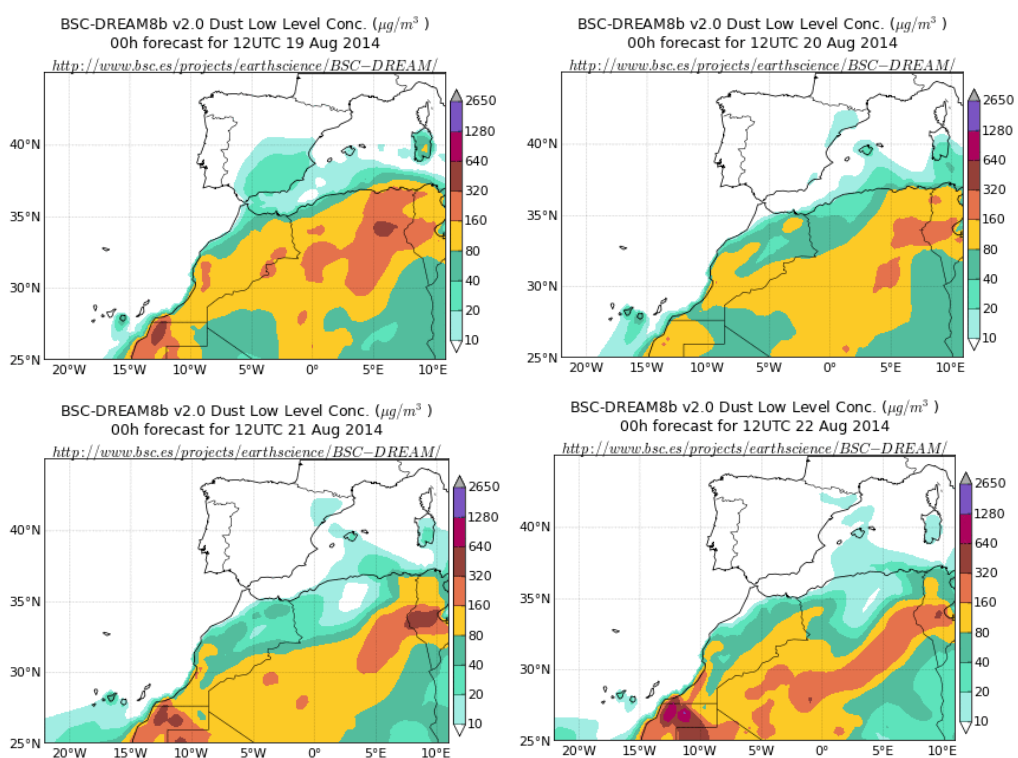 BSC-DREAM8b v2.0 Dust Low Level Conc. (μg/m³ )
00h forecast for 12UTC 19 Aug 2014
http://www.bsc.es/projects/earthscience/BSC−DREAM/
40°N
35°N
30°N
25°N
20°W 15°W 10°W 5°W 0° 5°E 10°E
2650
1280
640
320
160
80
40
20
10
BSC-DREAM8b v2.0 Dust Low Level Conc. (μg/m³ )
00h forecast for 12UTC 20 Aug 2014
http://www.bsc.es/projects/earthscience/BSC−DREAM/
40°N
35°N
30°N
25°N
20°W 15°W 10°W 5°W 0° 5°E 10°E
2650
1280
640
320
160
80
40
20
10
BSC-DREAM8b v2.0 Dust Low Level Conc. (μg/m³ )
00h forecast for 12UTC 21 Aug 2014
http://www.bsc.es/projects/earthscience/BSC−DREAM/
40°N
35°N
30°N
25°N
20°W 15°W 10°W 5°W 0° 5°E 10°E
2650
1280
640
320
160
80
40
20
10
BSC-DREAM8b v2.0 Dust Low Level Conc. (μg/m³ )
00h forecast for 12UTC 22 Aug 2014
http://www.bsc.es/projects/earthscience/BSC−DREAM/
40°N
35°N
30°N
25°N
20°W 15°W 10°W 5°W 0° 5°E 10°E
2650
1280
640
320
160
80
40
20
10